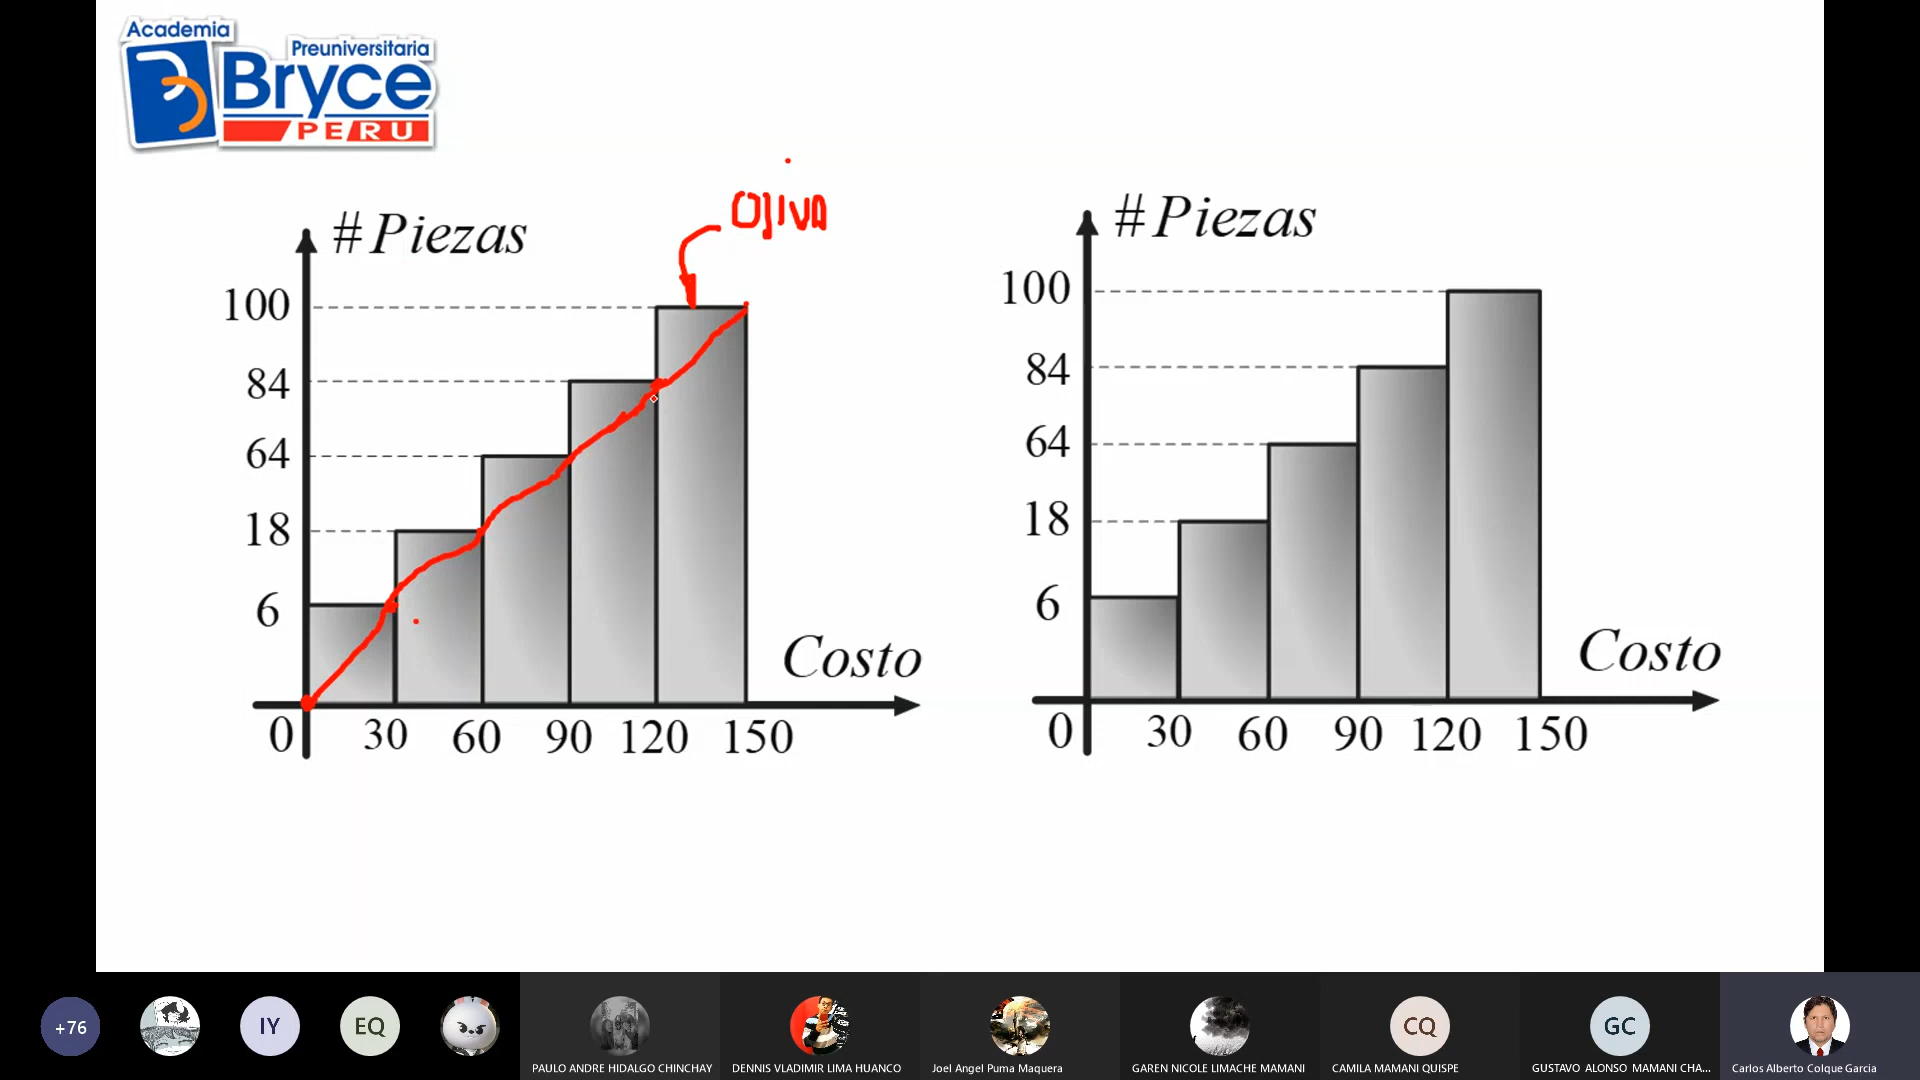 Academia
Preuniversitaria
Bryce
PERU
OJIVA
# Piezas
100
84
64
18
6
Costo
0 30 60 90 120 150
# Piezas
100
84
64
18
6
Costo
0 30 60 90 120 150
+76
IY
EQ
CQ
GC
PAULO ANDRE HIDALGO CHINCHAY
DENNIS VLADIMIR LIMA HUANCO
Joel Angel Puma Maquera
GAREN NICOLE LIMACHE MAMANI
CAMILA MAMANI QUISPE
GUSTAVO ALONSO MAMANI CHA...
Carlos Alberto Colque Garcia